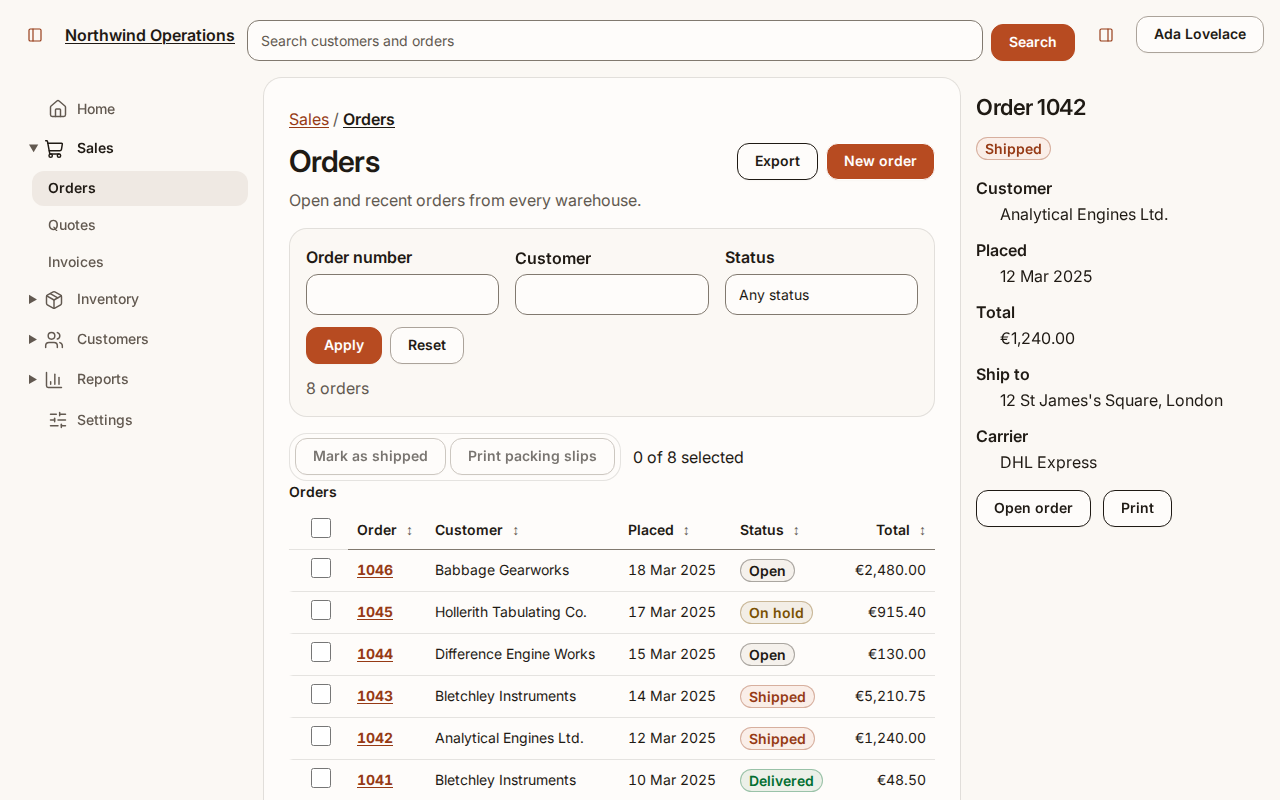 Northwind Operations
Search customers and orders
Search
Ada Lovelace
Home
Sales
Orders
Quotes
Invoices
Inventory
Customers
Reports
Settings
Sales / Orders
Orders
Export
New order
Open and recent orders from every warehouse.
Order number
Customer
Status
Any status
Apply
Reset
8 orders
Mark as shipped
Print packing slips
0 of 8 selected
Orders
Order ↕ Customer ↕ Placed ↕ Status ↕ Total ↕
1046 Babbage Gearworks 18 Mar 2025 Open €2,480.00
1045 Hollerith Tabulating Co. 17 Mar 2025 On hold €915.40
1044 Difference Engine Works 15 Mar 2025 Open €130.00
1043 Bletchley Instruments 14 Mar 2025 Shipped €5,210.75
1042 Analytical Engines Ltd. 12 Mar 2025 Shipped €1,240.00
1041 Bletchley Instruments 10 Mar 2025 Delivered €48.50
Order 1042
Shipped
Customer
Analytical Engines Ltd.
Placed
12 Mar 2025
Total
€1,240.00
Ship to
12 St James's Square, London
Carrier
DHL Express
Open order
Print